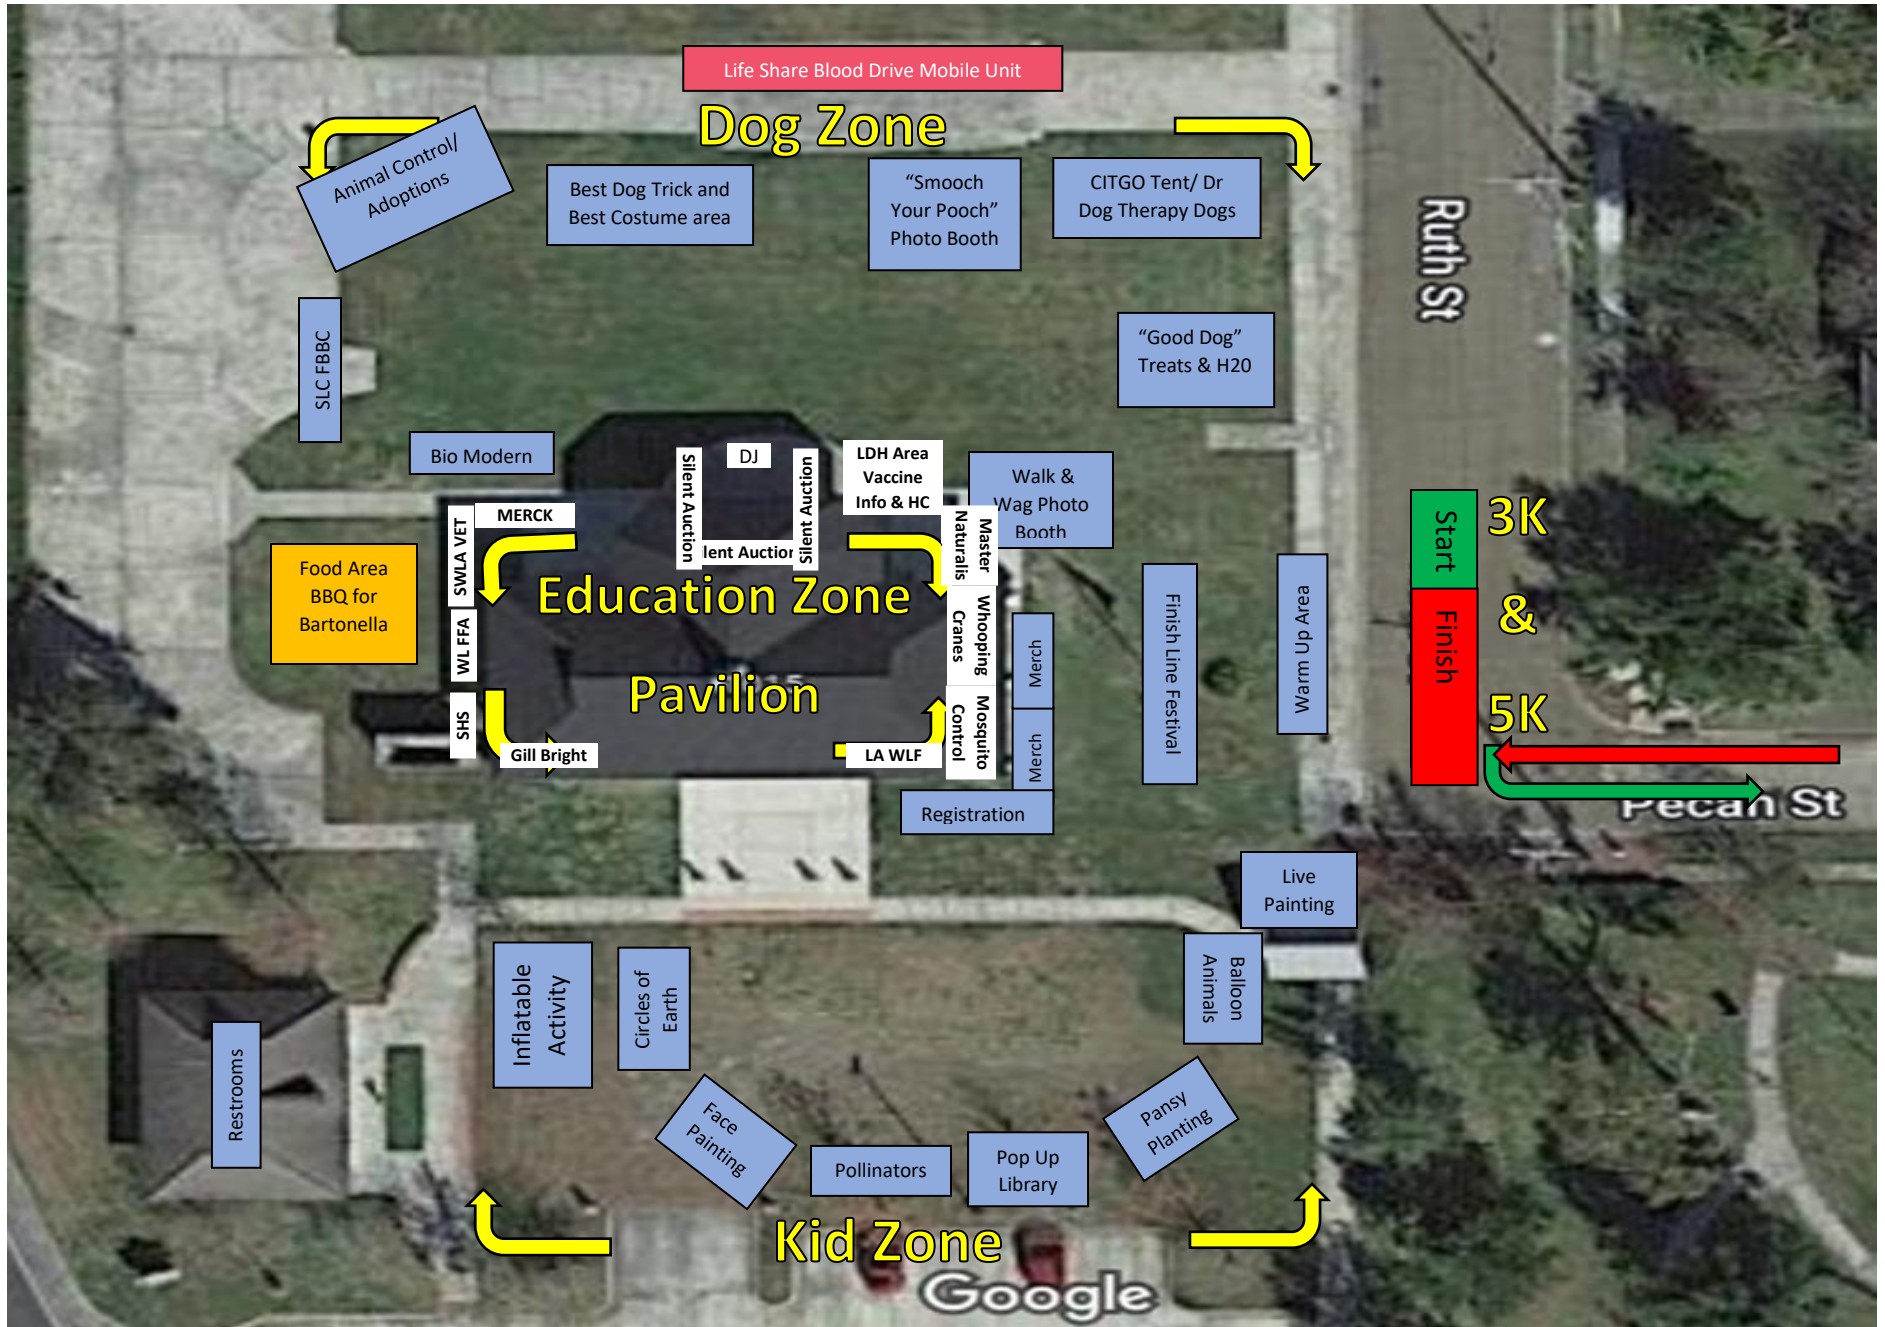 Life Share Blood Drive Mobile Unit
Dog Zone
Animal Control/
Adoptions
Best Dog Trick and
Best Costume area
“Smooch
Your Pooch”
Photo Booth
CITGO Tent/ Dr
Dog Therapy Dogs
Ruth St
SLC FBBC
“Good Dog”
Treats & H20
Bio Modern
Silent Auction
DJ
Silent Auction
lent Auction
LDH Area
Vaccine
Info & HC
Walk &
Wag Photo
Booth
MERCK
SWLA VET
Master
Naturalis
Start
3K
&
5K
Finish
Food Area
BBQ for
Bartonella
Education Zone
Pavilion
WL FFA
SHS
Gill Bright
LA WLF
Whooping
Cranes
Mosquito
Control
Merch
Merch
Registration
Finish Line Festival
Warm Up Area
Pecan St
Live
Painting
Balloon
Animals
Inflatable
Activity
Circles of
Earth
Restrooms
Face
Painting
Pollinators
Pop Up
Library
Pansy
Planting
Kid Zone
Google